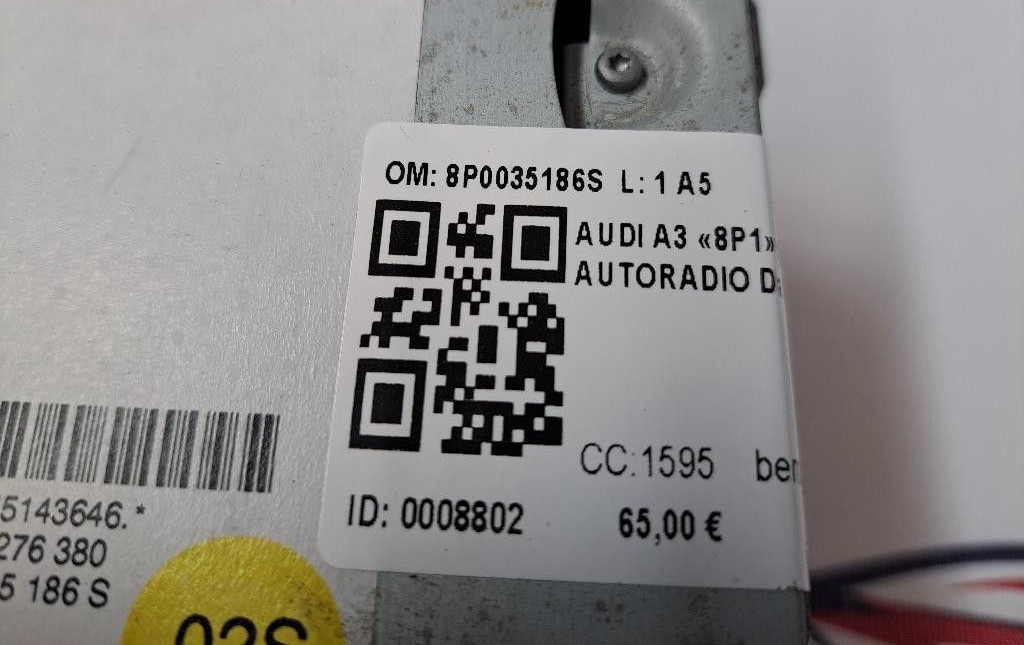 OM: 8P0035186S L: 1 A5
AUDI A3 «8P1»
AUTORADIO
CC:1595 ben
ID: 0008802 65,00 €
5143646.*
276 380
5 186 S
02S